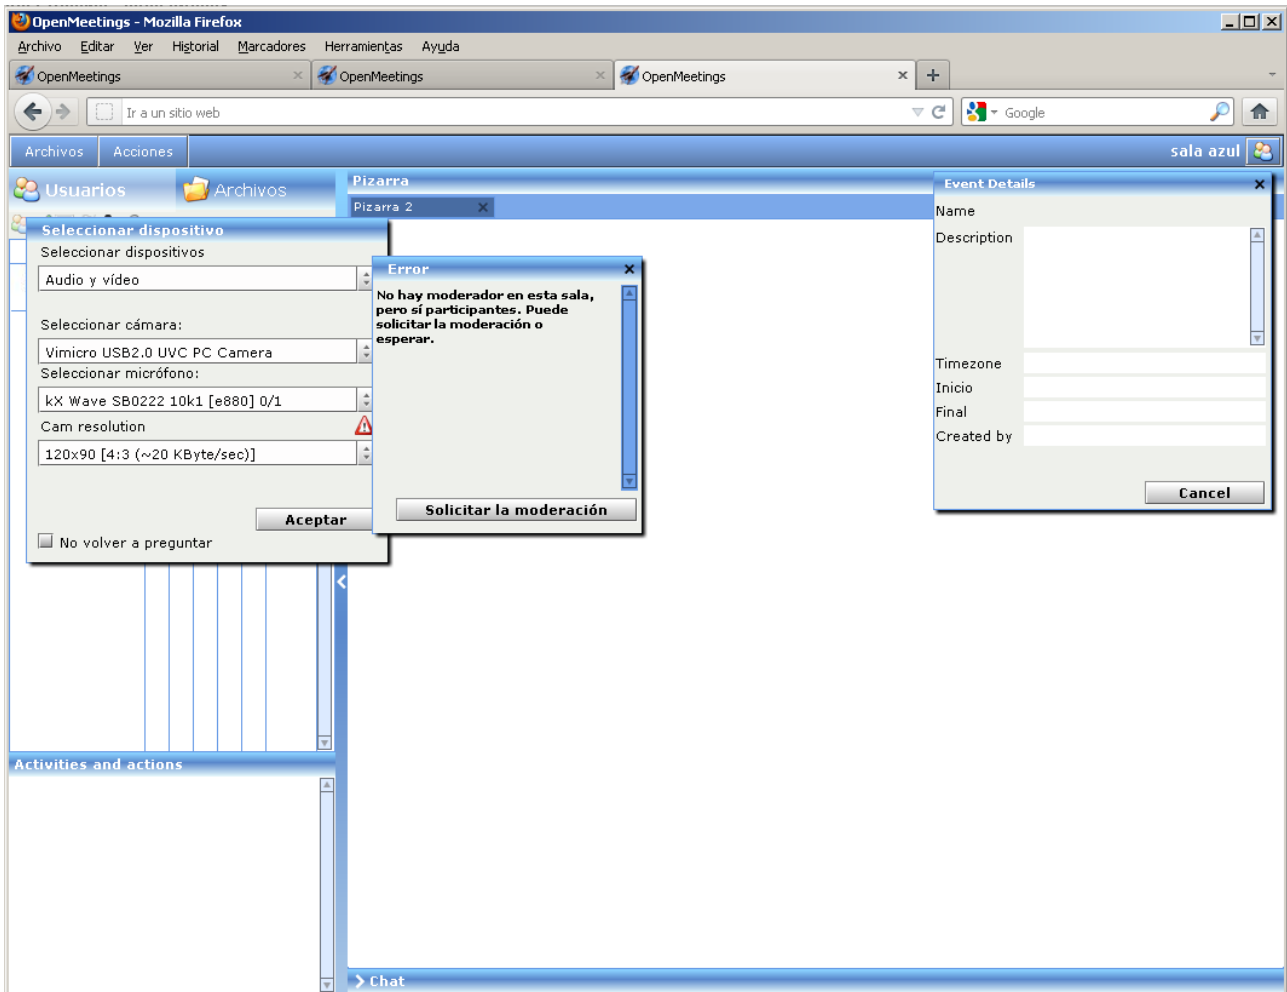 OpenMeetings - Mozilla Firefox
Archivo Editar Ver Historial Marcadores Herramientas Ayuda
OpenMeetings OpenMeetings OpenMeetings
Ir a un sitio web Google
Archivos Acciones sala azul
Usuarios Archivos
Pizarra
Pizarra 2
Seleccionar dispositivo
Seleccionar dispositivos
Audio y vídeo
Seleccionar cámara:
Vimicro USB2.0 UVC PC Camera
Seleccionar micrófono:
kX Wave SB0222 10k1 [e880] 0/1
Cam resolution
120x90 [4:3 (~20 KByte/sec)]
Aceptar
No volver a preguntar
Error
No hay moderador en esta sala,
pero sí participantes. Puede
solicitar la moderación o
esperar.
Solicitar la moderación
Event Details
Name
Description
Timezone
Inicio
Final
Created by
Cancel
Activities and actions
Chat